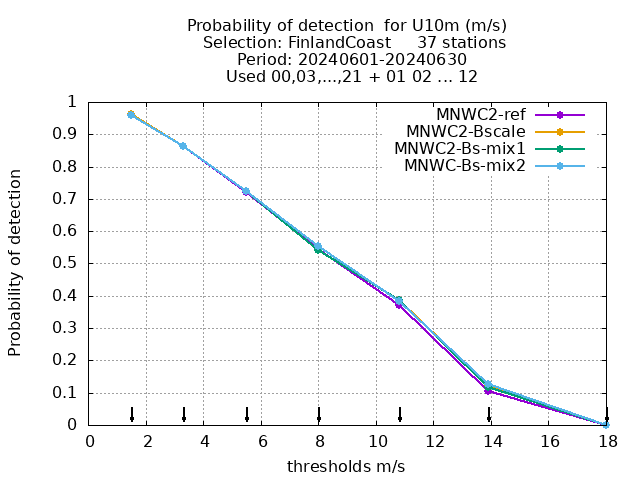 Probability of detection  for U10m (m/s)
Selection: FinlandCoast     37 stations
Period: 20240601-20240630
Used 00,03,...,21 + 01 02 ... 12
MNWC2-ref
MNWC2-Bscale
MNWC2-Bs-mix1
MNWC-Bs-mix2
Probability of detection
1
0.9
0.8
0.7
0.6
0.5
0.4
0.3
0.2
0.1
0
0 2 4 6 8 10 12 14 16 18
thresholds m/s